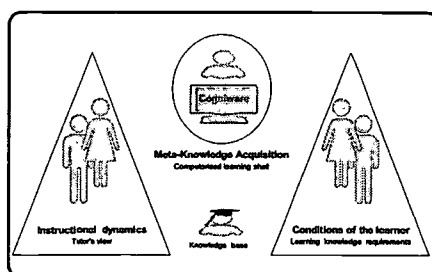 Cogniware
Meta-Knowledge Acquisition
Computerised learning shell
Instructional dynamics
Tutor's view
Knowledge base
Conditions of the learner
Learning knowledge requirements